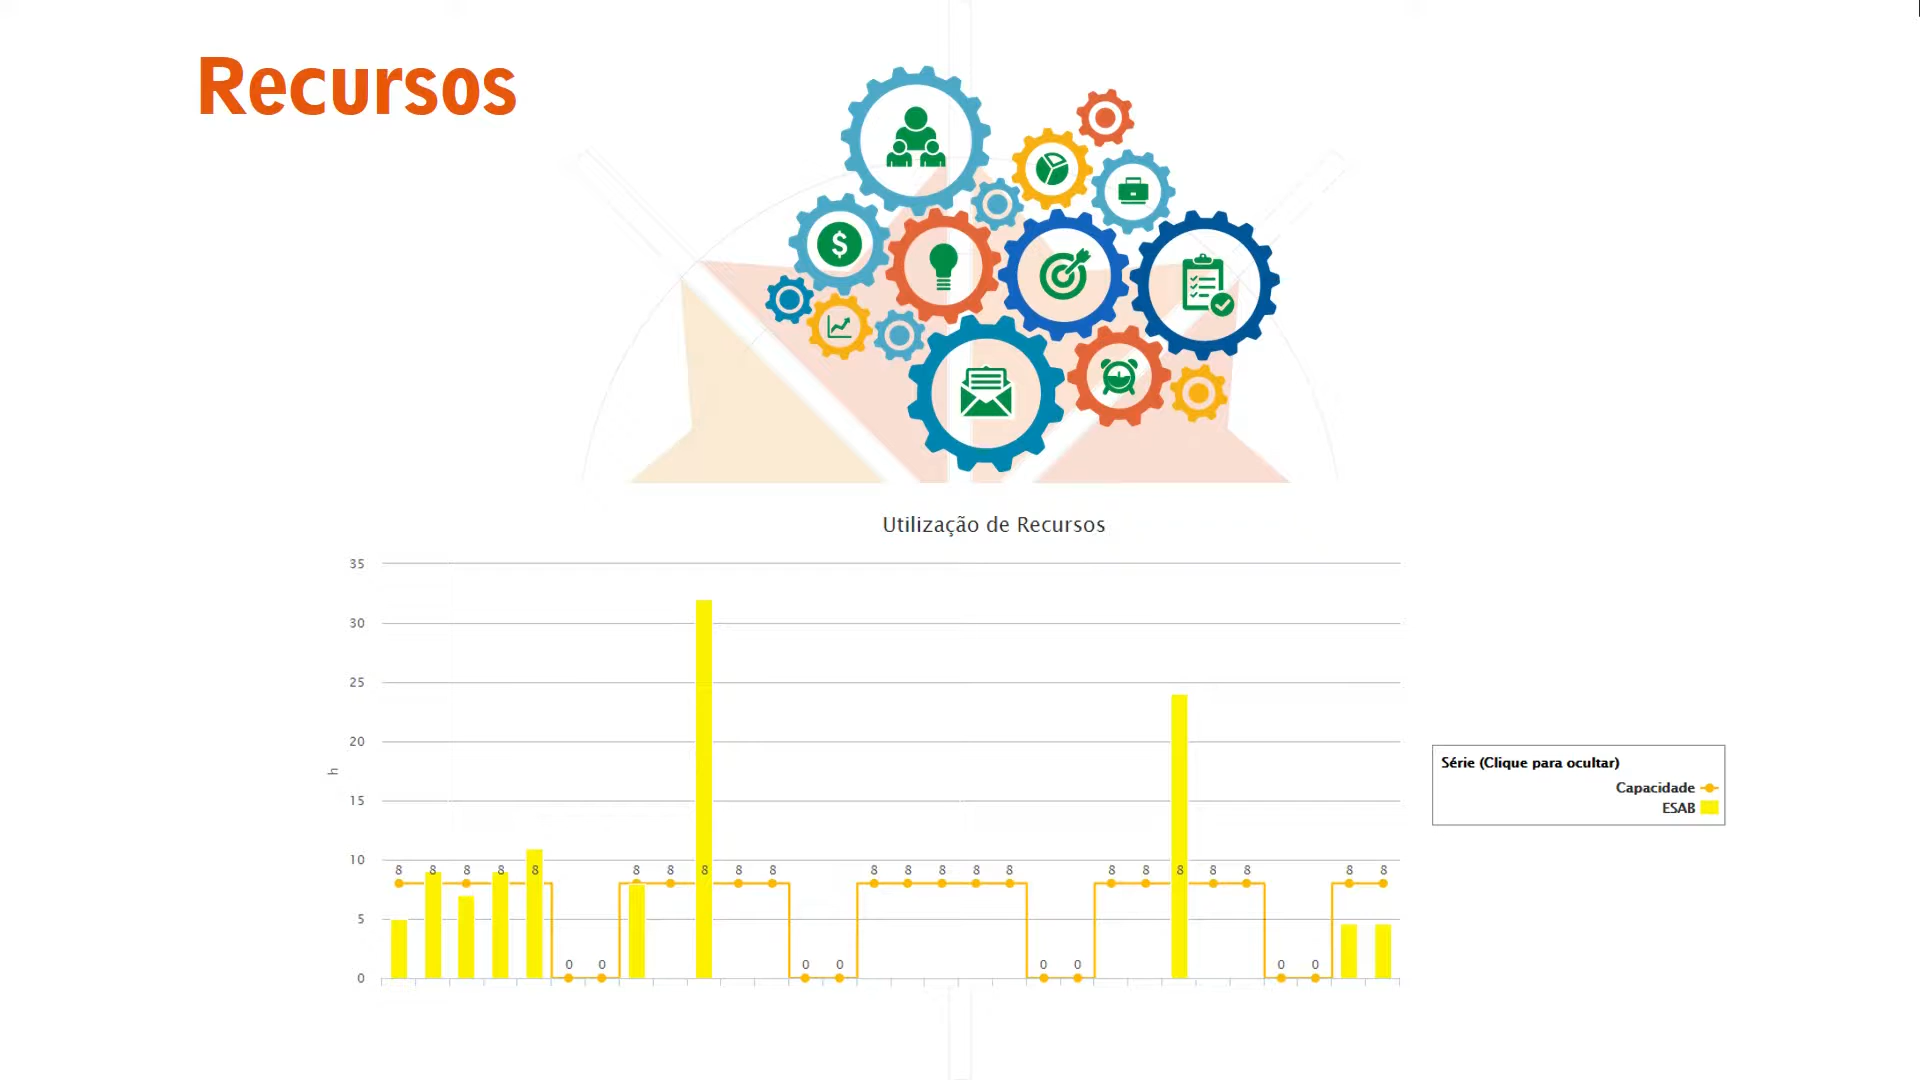 Recursos
$
Utilização de Recursos
35
30
25
20
15
10
5
0
h
8 8 8 8 8 0 0 8 8 8 8 8 0 0 8 8 8 8 8 0 0 8 8 8 8 8 0 0 8 8
Série (Clique para ocultar)
Capacidade
ESAB